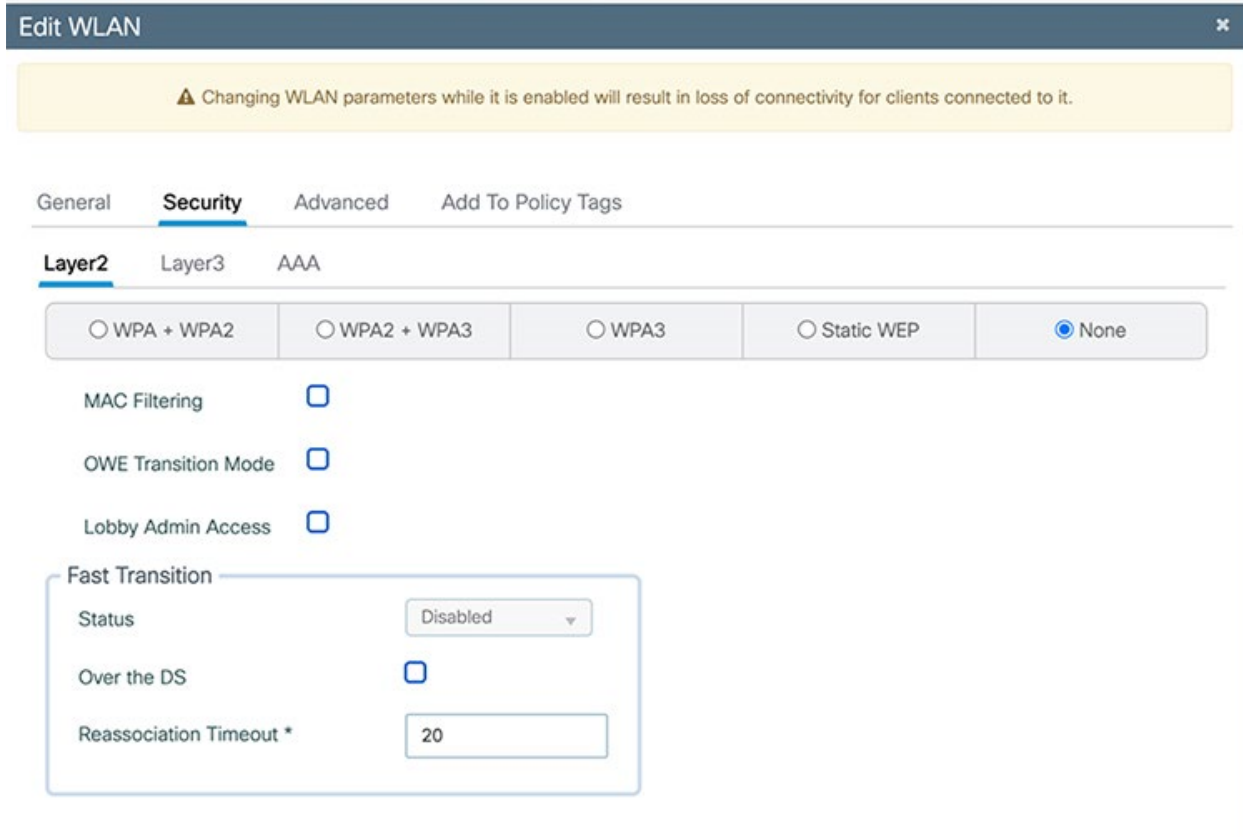 Edit WLAN ×
⚠ Changing WLAN parameters while it is enabled will result in loss of connectivity for clients connected to it.
General Security Advanced Add To Policy Tags
Layer2 Layer3 AAA
WPA + WPA2 WPA2 + WPA3 WPA3 Static WEP None
MAC Filtering
OWE Transition Mode
Lobby Admin Access
Fast Transition
Status Disabled
Over the DS
Reassociation Timeout * 20